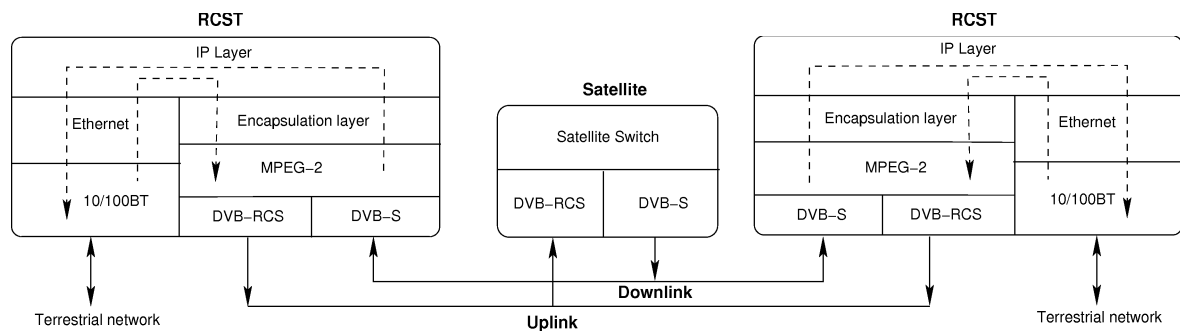 RCST
IP Layer
Ethernet
Encapsulation layer
MPEG−2
10/100BT
DVB−RCS
DVB−S
Terrestrial network
Satellite
Satellite Switch
DVB−RCS
DVB−S
Downlink
Uplink
RCST
IP Layer
Encapsulation layer
Ethernet
MPEG−2
10/100BT
DVB−S
DVB−RCS
Terrestrial network